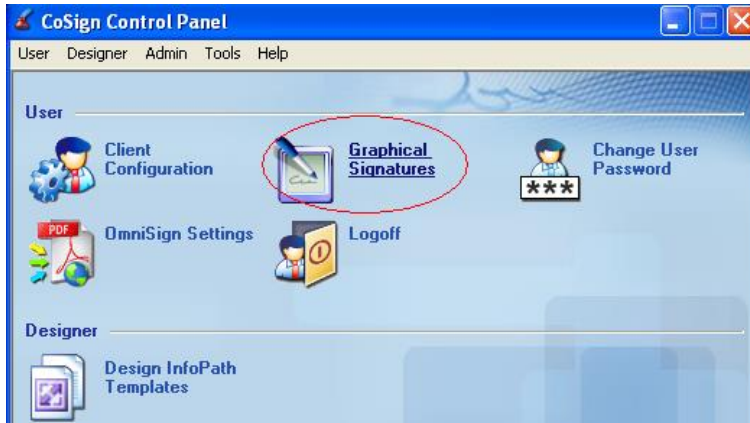 CoSign Control Panel
User Designer Admin Tools Help
User
Client
Configuration
Graphical
Signatures
Change User
Password
***
PDF
OmniSign Settings
Logoff
Designer
Design InfoPath
Templates